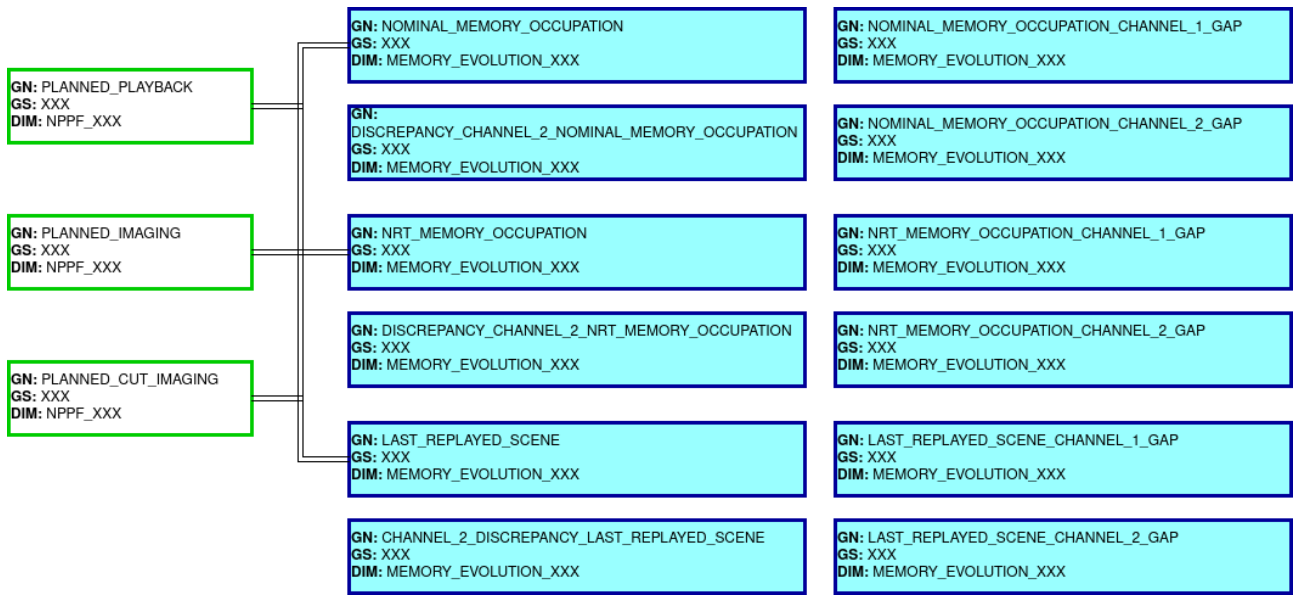 GN: PLANNED_PLAYBACK
GS: XXX
DIM: NPPF_XXX
GN: PLANNED_IMAGING
GS: XXX
DIM: NPPF_XXX
GN: PLANNED_CUT_IMAGING
GS: XXX
DIM: NPPF_XXX
GN: NOMINAL_MEMORY_OCCUPATION
GS: XXX
DIM: MEMORY_EVOLUTION_XXX
GN:
DISCREPANCY_CHANNEL_2_NOMINAL_MEMORY_OCCUPATION
GS: XXX
DIM: MEMORY_EVOLUTION_XXX
GN: NRT_MEMORY_OCCUPATION
GS: XXX
DIM: MEMORY_EVOLUTION_XXX
GN: DISCREPANCY_CHANNEL_2_NRT_MEMORY_OCCUPATION
GS: XXX
DIM: MEMORY_EVOLUTION_XXX
GN: LAST_REPLAYED_SCENE
GS: XXX
DIM: MEMORY_EVOLUTION_XXX
GN: CHANNEL_2_DISCREPANCY_LAST_REPLAYED_SCENE
GS: XXX
DIM: MEMORY_EVOLUTION_XXX
GN: NOMINAL_MEMORY_OCCUPATION_CHANNEL_1_GAP
GS: XXX
DIM: MEMORY_EVOLUTION_XXX
GN: NOMINAL_MEMORY_OCCUPATION_CHANNEL_2_GAP
GS: XXX
DIM: MEMORY_EVOLUTION_XXX
GN: NRT_MEMORY_OCCUPATION_CHANNEL_1_GAP
GS: XXX
DIM: MEMORY_EVOLUTION_XXX
GN: NRT_MEMORY_OCCUPATION_CHANNEL_2_GAP
GS: XXX
DIM: MEMORY_EVOLUTION_XXX
GN: LAST_REPLAYED_SCENE_CHANNEL_1_GAP
GS: XXX
DIM: MEMORY_EVOLUTION_XXX
GN: LAST_REPLAYED_SCENE_CHANNEL_2_GAP
GS: XXX
DIM: MEMORY_EVOLUTION_XXX